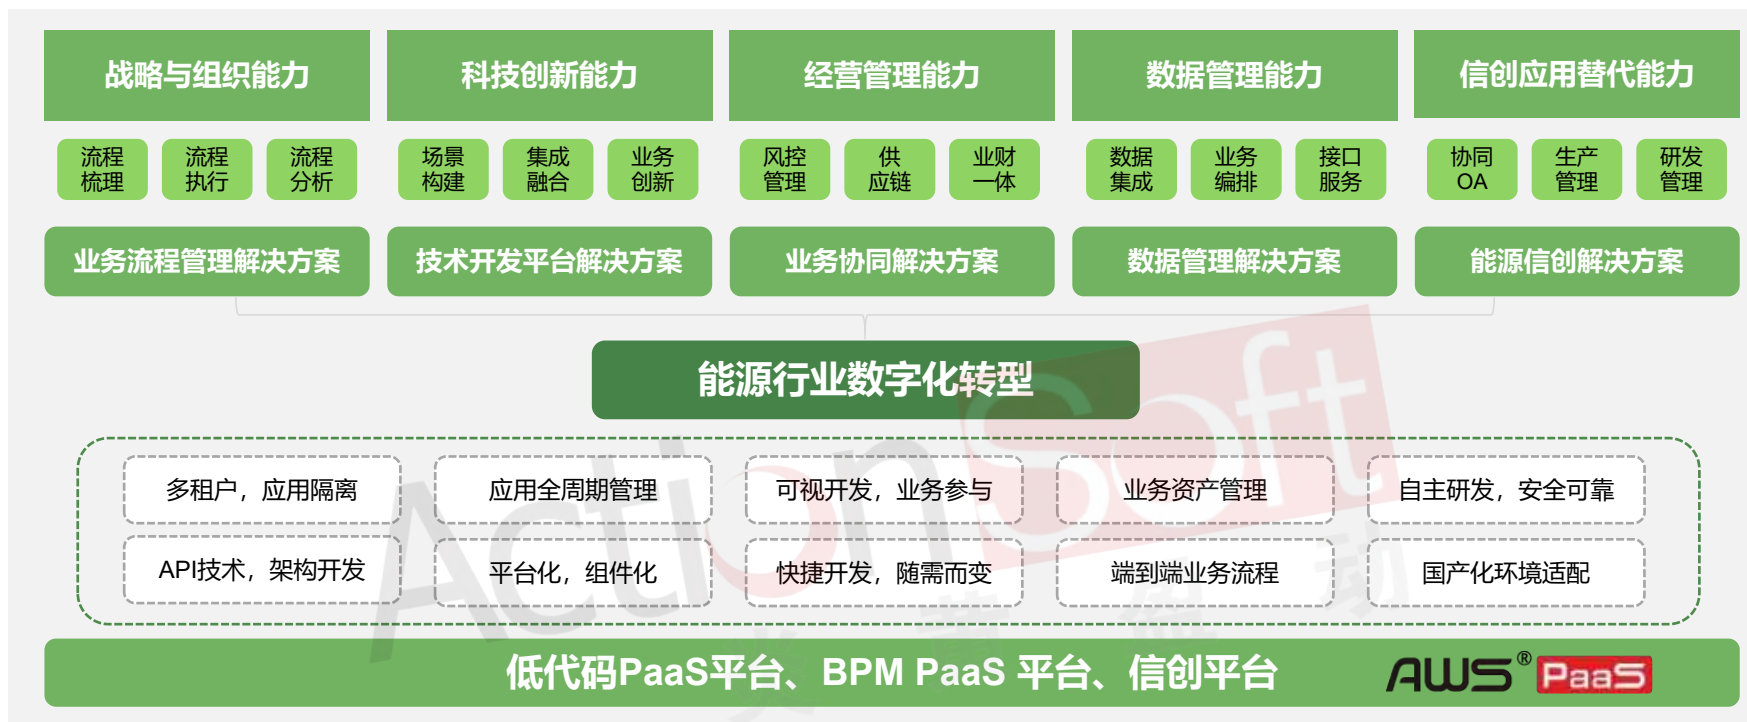 战略与组织能力
科技创新能力
经营管理能力
数据管理能力
信创应用替代能力
流程
梳理
流程
执行
流程
分析
场景
构建
集成
融合
业务
创新
风控
管理
供
应链
业财
一体
数据
集成
业务
编排
接口
服务
协同
OA
生产
管理
研发
管理
业务流程管理解决方案
技术开发平台解决方案
业务协同解决方案
数据管理解决方案
能源信创解决方案
能源行业数字化转型
多租户，应用隔离
应用全周期管理
可视开发，业务参与
业务资产管理
自主研发，安全可靠
API技术，架构开发
平台化，组件化
快捷开发，随需而变
端到端业务流程
国产化环境适配
ActionSoft
低代码PaaS平台、BPM PaaS 平台、信创平台
AWS® PaaS